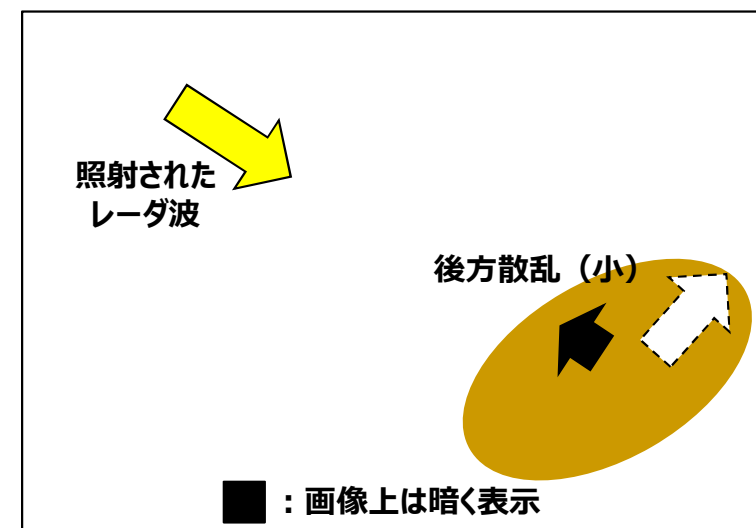 照射された
レーダ波
後方散乱（小）
：画像上は暗く表示